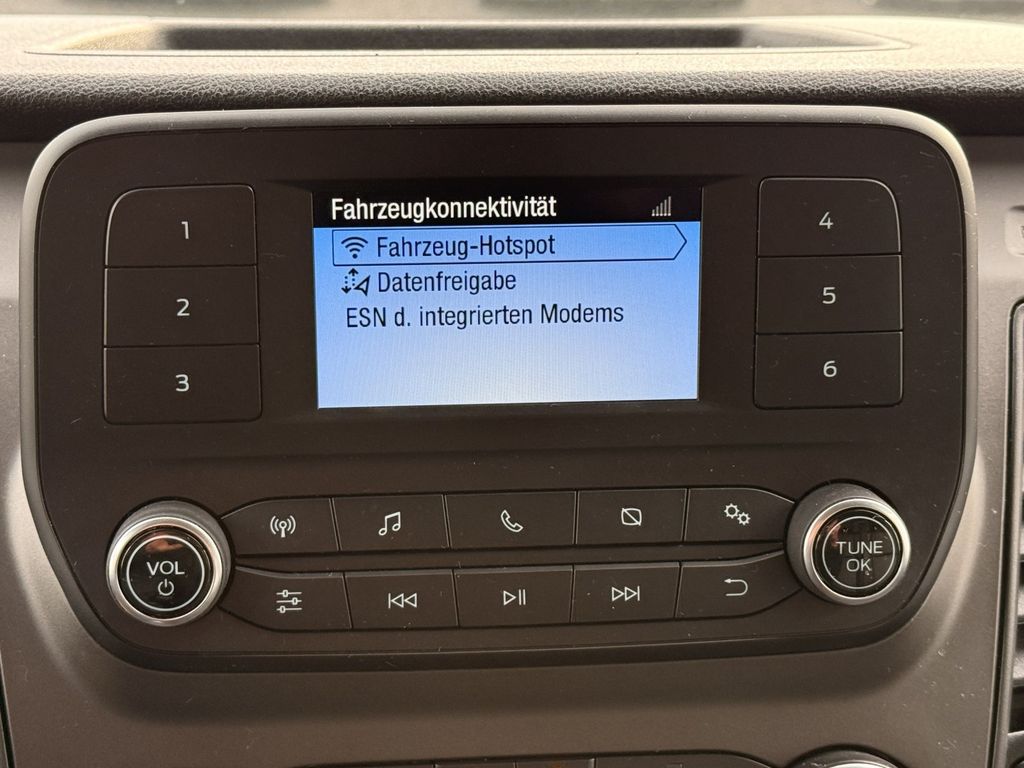 Fahrzeugkonnektivität
Fahrzeug-Hotspot
Datenfreigabe
ESN d. integrierten Modems
1
2
3
4
5
6
VOL
TUNE
OK